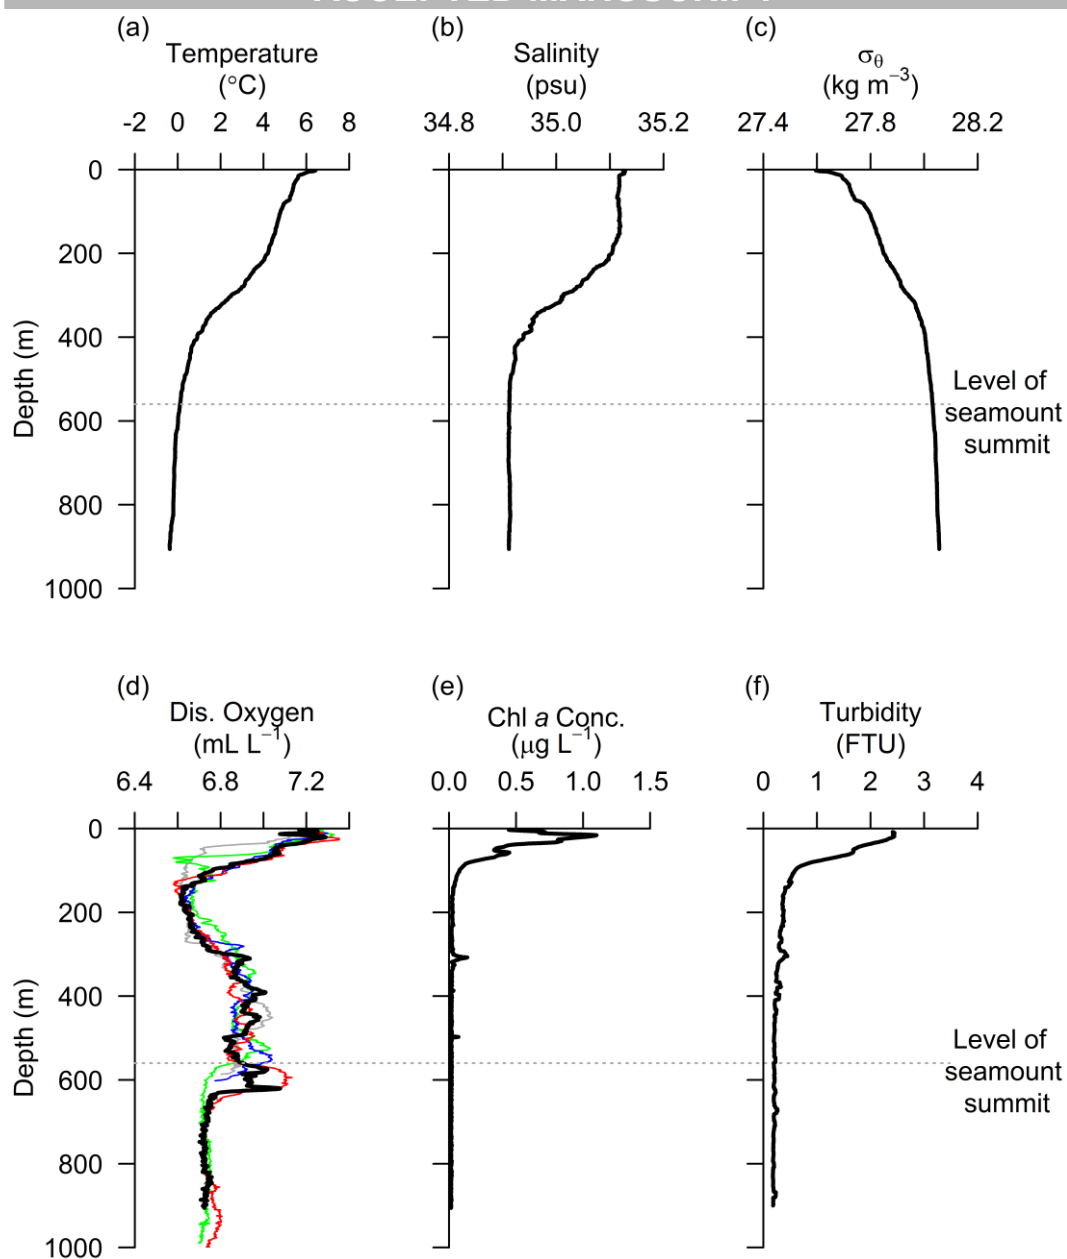 ACCEPTED MANUSCRIPT
(a) (b) (c)
Temperature Salinity σθ
(°C) (psu) (kg m−3)
-2 0 2 4 6 8 34.8 35.0 35.2 27.4 27.8 28.2
0
200
400
600
800
1000
Depth (m)
Level of
seamount
summit
(d) (e) (f)
Dis. Oxygen Chl a Conc. Turbidity
(mL L−1) (μg L−1) (FTU)
6.4 6.8 7.2 0.0 0.5 1.0 1.5 0 1 2 3 4
0
200
400
600
800
1000
Depth (m)
Level of
seamount
summit